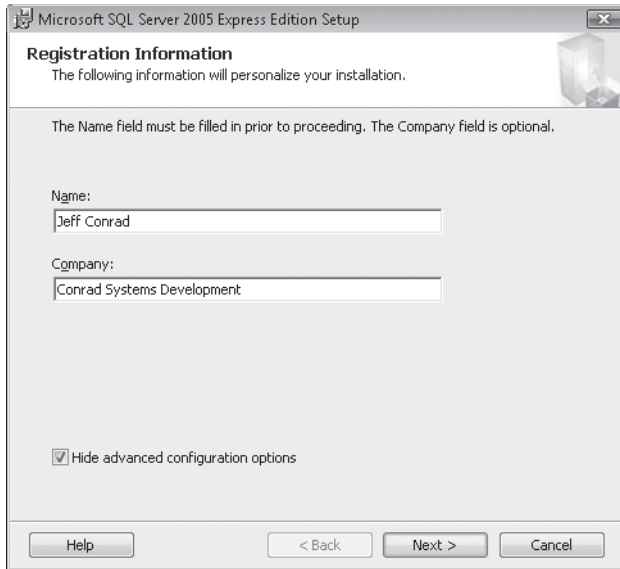 Microsoft SQL Server 2005 Express Edition Setup
Registration Information
The following information will personalize your installation.
The Name field must be filled in prior to proceeding. The Company field is optional.
Name:
Jeff Conrad
Company:
Conrad Systems Development
Hide advanced configuration options
Help
< Back
Next >
Cancel